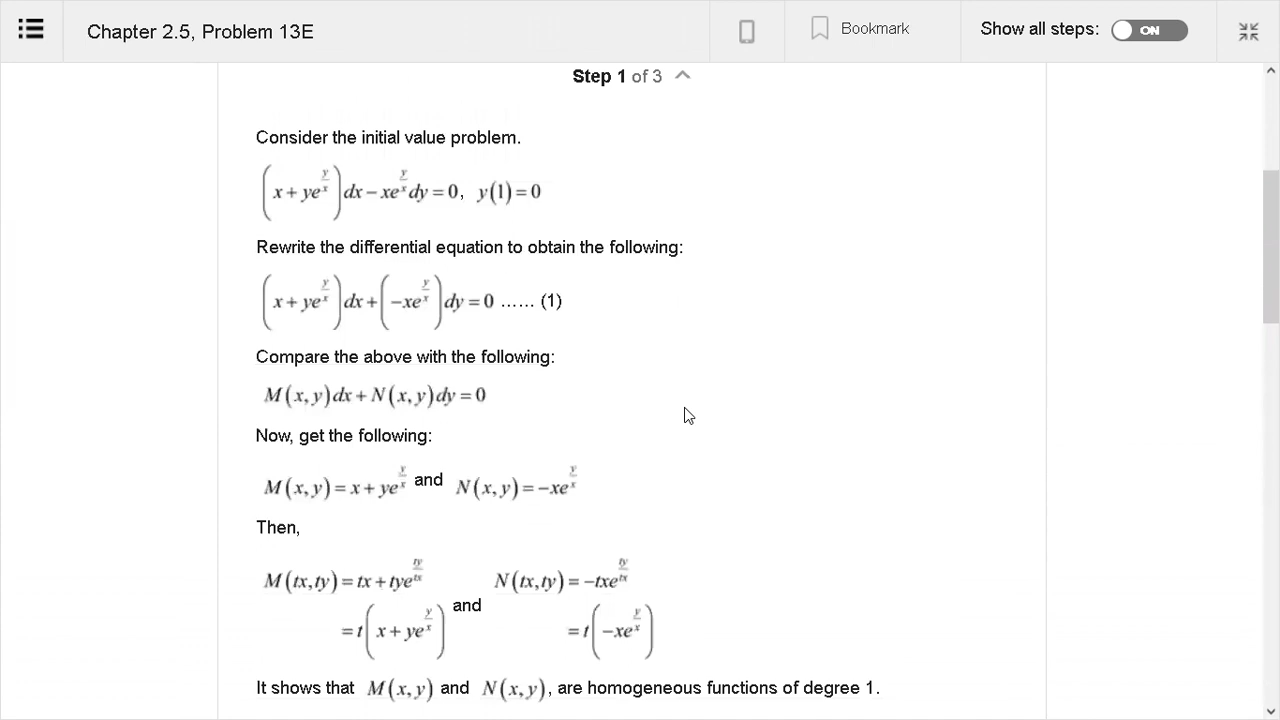 Chapter 2.5, Problem 13E
Bookmark
Show all steps: ON
Step 1 of 3
Consider the initial value problem.
(x + ye^{y/x}) dx − xe^{y/x} dy = 0, y(1) = 0
Rewrite the differential equation to obtain the following:
(x + ye^{y/x}) dx + (−xe^{y/x}) dy = 0 ...... (1)
Compare the above with the following:
M(x, y) dx + N(x, y) dy = 0
Now, get the following:
M(x, y) = x + ye^{y/x} and N(x, y) = −xe^{y/x}
Then,
M(tx, ty) = tx + tye^{ty/tx} and N(tx, ty) = −txe^{ty/tx}
= t(x + ye^{y/x}) = t(−xe^{y/x})
It shows that M(x, y) and N(x, y), are homogeneous functions of degree 1.